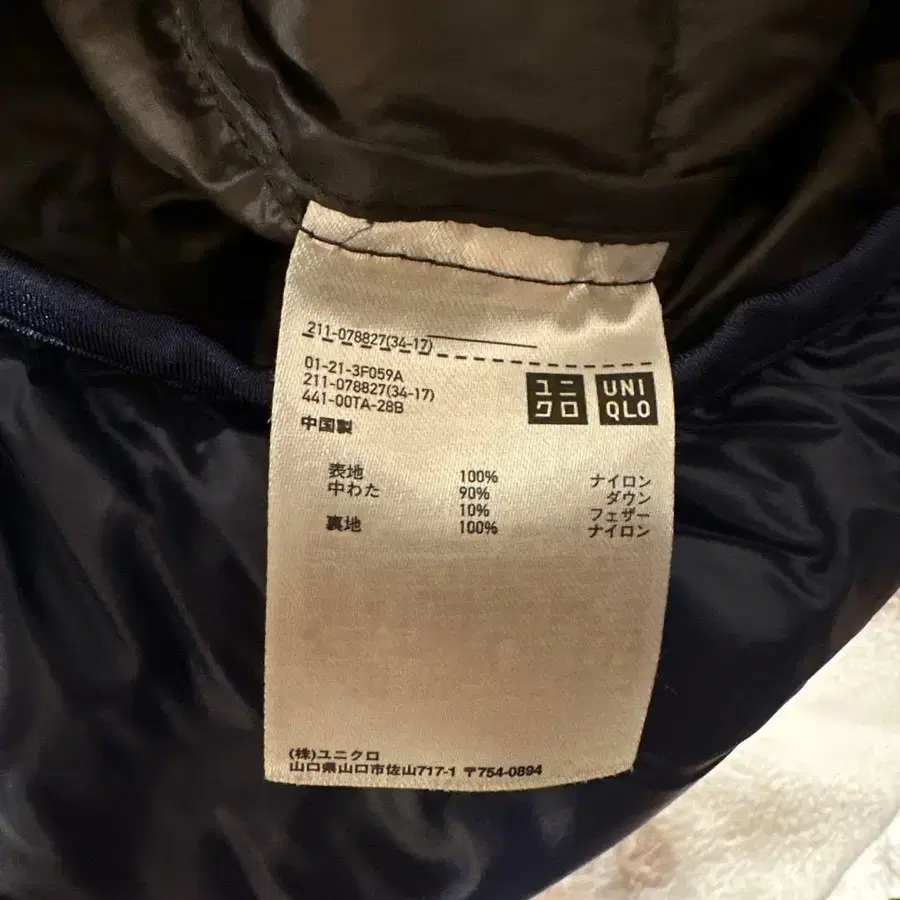 211-078827(34-17)
01-21-3F059A
211-078827(34-17)
441-00TA-28B
中国製
ユニ
クロ
UNI
QLO
表地 100% ナイロン
中わた 90% ダウン
10% フェザー
裏地 100% ナイロン
(株)ユニクロ
山口県山口市佐山717-1 〒754-0894